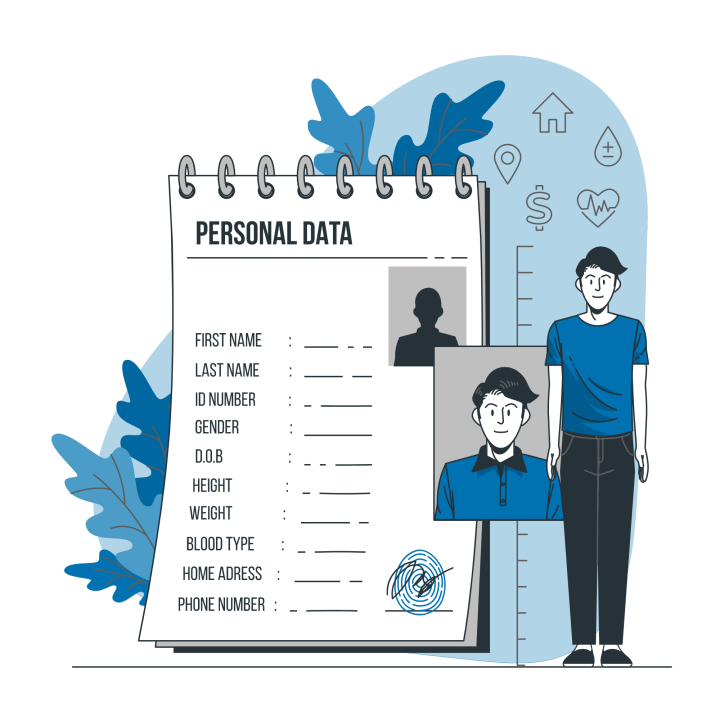 PERSONAL DATA
FIRST NAME :
LAST NAME :
ID NUMBER :
GENDER :
D.O.B :
HEIGHT :
WEIGHT :
BLOOD TYPE :
HOME ADRESS :
PHONE NUMBER :